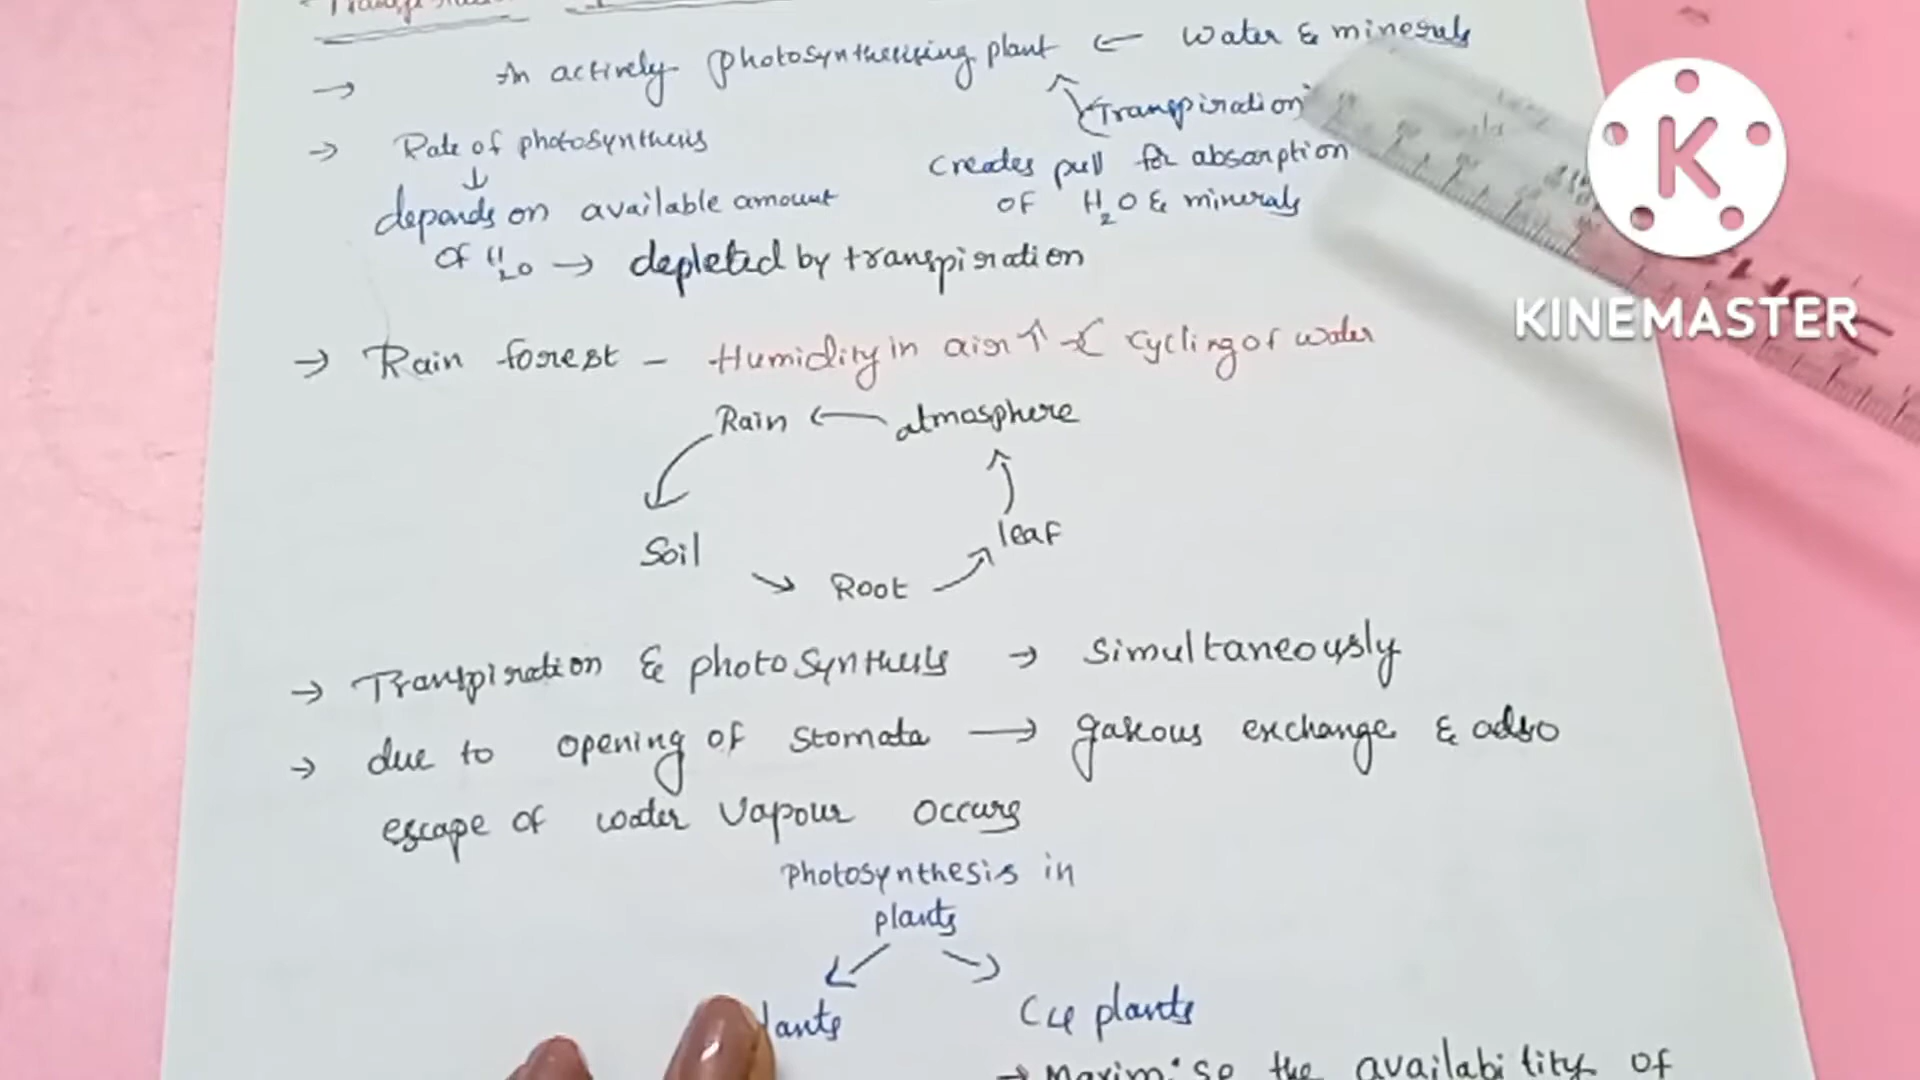 → An actively photosynthesising plant ← Water & minerals
Transpiration
→ Rate of photosynthesis
↓
Creates pull for absorption
depends on available amount
of H2O & minerals
of H2O → depleted by transpiration
→ Rain forest - Humidity in air ↑ ← Cycling of water
Rain ← atmosphere
leaf
Soil
→ Root
→ Transpiration & photosynthesis → Simultaneously
→ due to opening of stomata → gaseous exchange & also
escape of water vapour occurs
Photosynthesis in
plants
C4 plants
→ Maximise the availability of
KINEMASTER
K